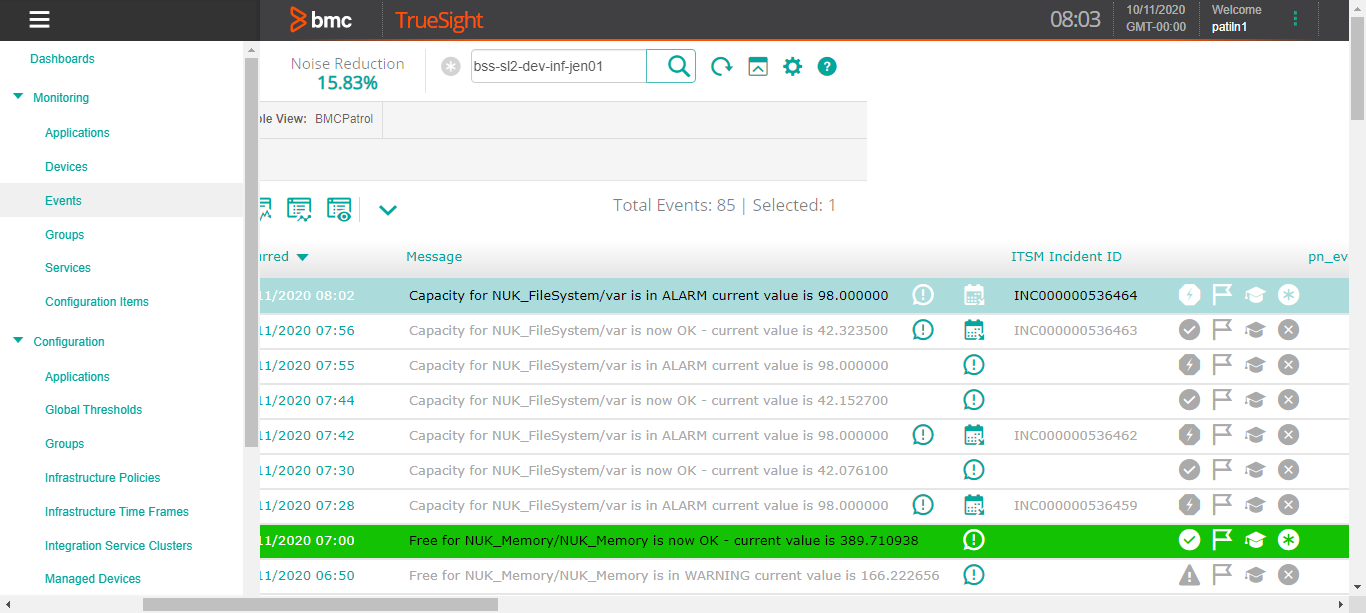 bmc TrueSight 08:03 10/11/2020 GMT-00:00 Welcome patiln1
Dashboards
Monitoring
Applications
Devices
Events
Groups
Services
Configuration Items
Configuration
Applications
Global Thresholds
Groups
Infrastructure Policies
Infrastructure Time Frames
Integration Service Clusters
Managed Devices
Noise Reduction
15.83%
bss-sl2-dev-inf-jen01
ble View: BMCPatrol
Total Events: 85 | Selected: 1
urred Message ITSM Incident ID pn_ev
11/2020 08:02 Capacity for NUK_FileSystem/var is in ALARM current value is 98.000000 INC000000536464
11/2020 07:56 Capacity for NUK_FileSystem/var is now OK - current value is 42.323500 INC000000536463
11/2020 07:55 Capacity for NUK_FileSystem/var is in ALARM current value is 98.000000
11/2020 07:44 Capacity for NUK_FileSystem/var is now OK - current value is 42.152700
11/2020 07:42 Capacity for NUK_FileSystem/var is in ALARM current value is 98.000000 INC000000536462
11/2020 07:30 Capacity for NUK_FileSystem/var is now OK - current value is 42.076100
11/2020 07:28 Capacity for NUK_FileSystem/var is in ALARM current value is 98.000000 INC000000536459
11/2020 07:00 Free for NUK_Memory/NUK_Memory is now OK - current value is 389.710938
11/2020 06:50 Free for NUK_Memory/NUK_Memory is in WARNING current value is 166.222656